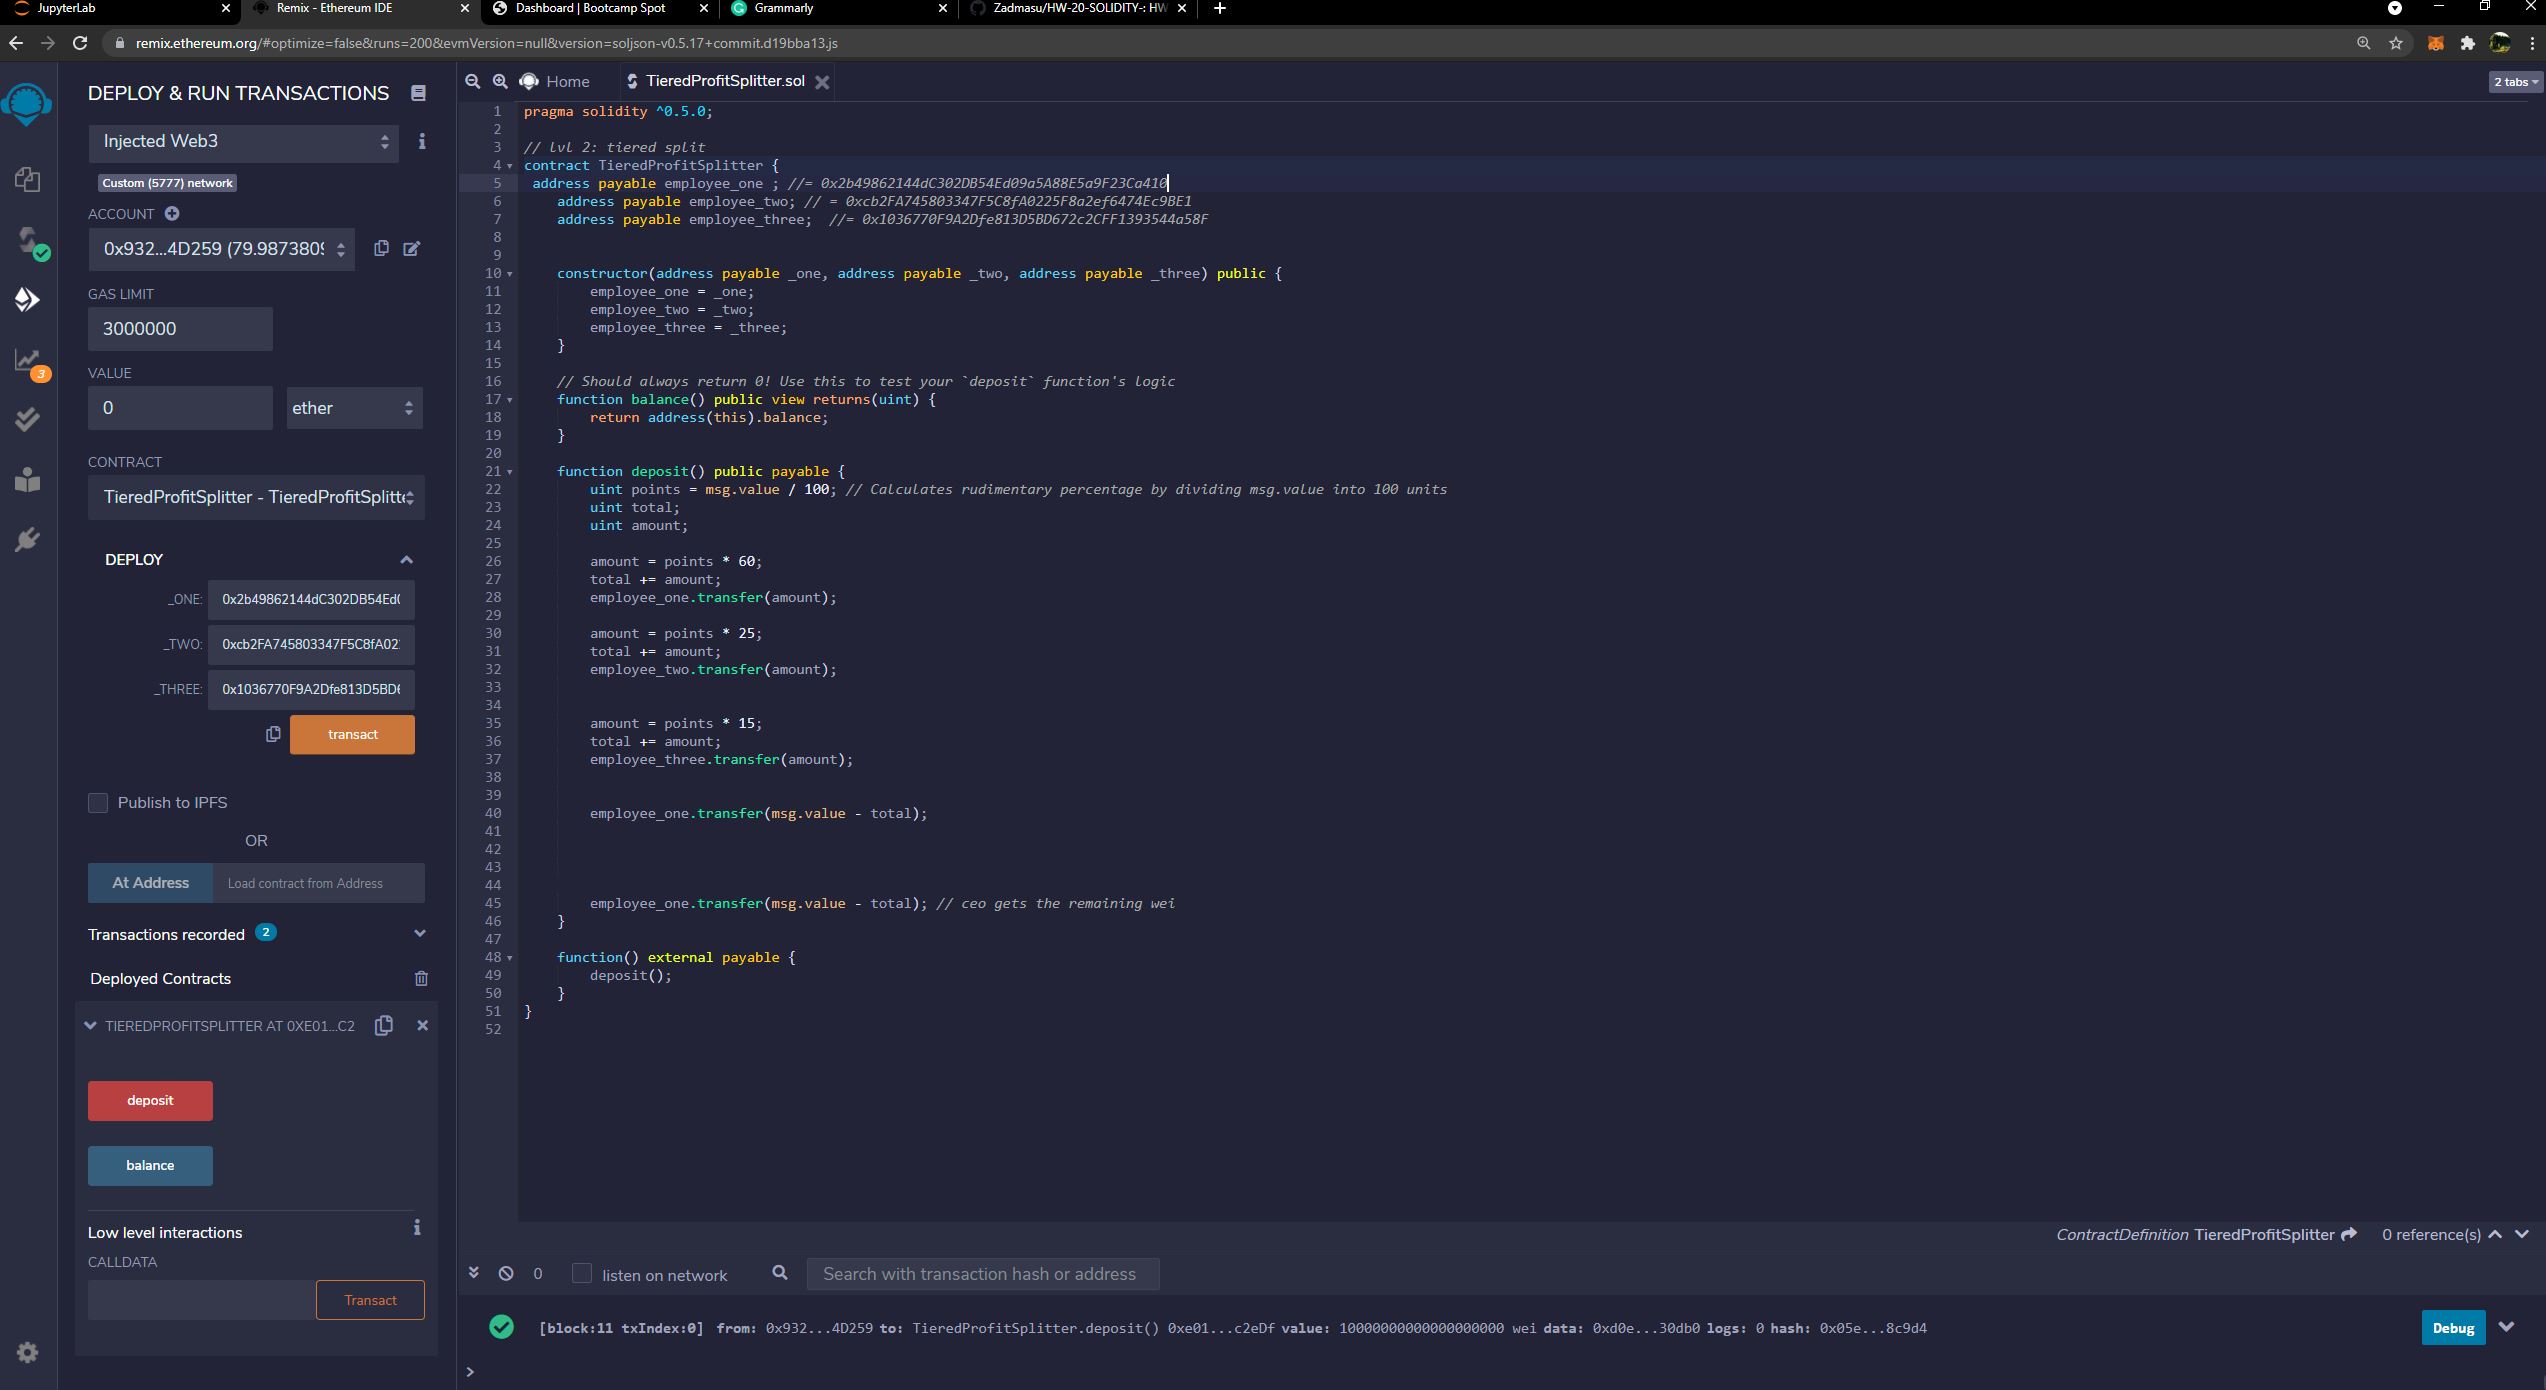 JupyterLab
Remix - Ethereum IDE
Dashboard | Bootcamp Spot
Grammarly
Zadmasu/HW-20-SOLIDITY-: HW
remix.ethereum.org/#optimize=false&runs=200&evmVersion=null&version=soljson-v0.5.17+commit.d19bba13.js
DEPLOY & RUN TRANSACTIONS
Injected Web3
Custom (5777) network
ACCOUNT
0x932...4D259 (79.9873809
GAS LIMIT
3000000
VALUE
0
ether
CONTRACT
TieredProfitSplitter - TieredProfitSplitte
DEPLOY
_ONE: 0x2b49862144dC302DB54Ed0
_TWO: 0xcb2FA745803347F5C8fA02
_THREE: 0x1036770F9A2Dfe813D5BD6
transact
Publish to IPFS
OR
At Address
Load contract from Address
Transactions recorded 2
Deployed Contracts
TIEREDPROFITSPLITTER AT 0XE01...C2
deposit
balance
Low level interactions
CALLDATA
Transact
3
Home
TieredProfitSplitter.sol
2 tabs
1 pragma solidity ^0.5.0;
2
3 // lvl 2: tiered split
4 contract TieredProfitSplitter {
5 address payable employee_one ; //= 0x2b49862144dC302DB54Ed09a5A88E5a9F23Ca410
6 address payable employee_two; // = 0xcb2FA745803347F5C8fA0225F8a2ef6474Ec9BE1
7 address payable employee_three; //= 0x1036770F9A2Dfe813D5BD672c2CFF1393544a58F
8
9
10 constructor(address payable _one, address payable _two, address payable _three) public {
11 employee_one = _one;
12 employee_two = _two;
13 employee_three = _three;
14 }
15
16 // Should always return 0! Use this to test your `deposit` function's logic
17 function balance() public view returns(uint) {
18 return address(this).balance;
19 }
20
21 function deposit() public payable {
22 uint points = msg.value / 100; // Calculates rudimentary percentage by dividing msg.value into 100 units
23 uint total;
24 uint amount;
25
26 amount = points * 60;
27 total += amount;
28 employee_one.transfer(amount);
29
30 amount = points * 25;
31 total += amount;
32 employee_two.transfer(amount);
33
34
35 amount = points * 15;
36 total += amount;
37 employee_three.transfer(amount);
38
39
40 employee_one.transfer(msg.value - total);
41
42
43
44
45 employee_one.transfer(msg.value - total); // ceo gets the remaining wei
46 }
47
48 function() external payable {
49 deposit();
50 }
51 }
52
ContractDefinition TieredProfitSplitter 0 reference(s)
0
listen on network
Search with transaction hash or address
[block:11 txIndex:0] from: 0x932...4D259 to: TieredProfitSplitter.deposit() 0xe01...c2eDf value: 10000000000000000000 wei data: 0xd0e...30db0 logs: 0 hash: 0x05e...8c9d4
Debug
>